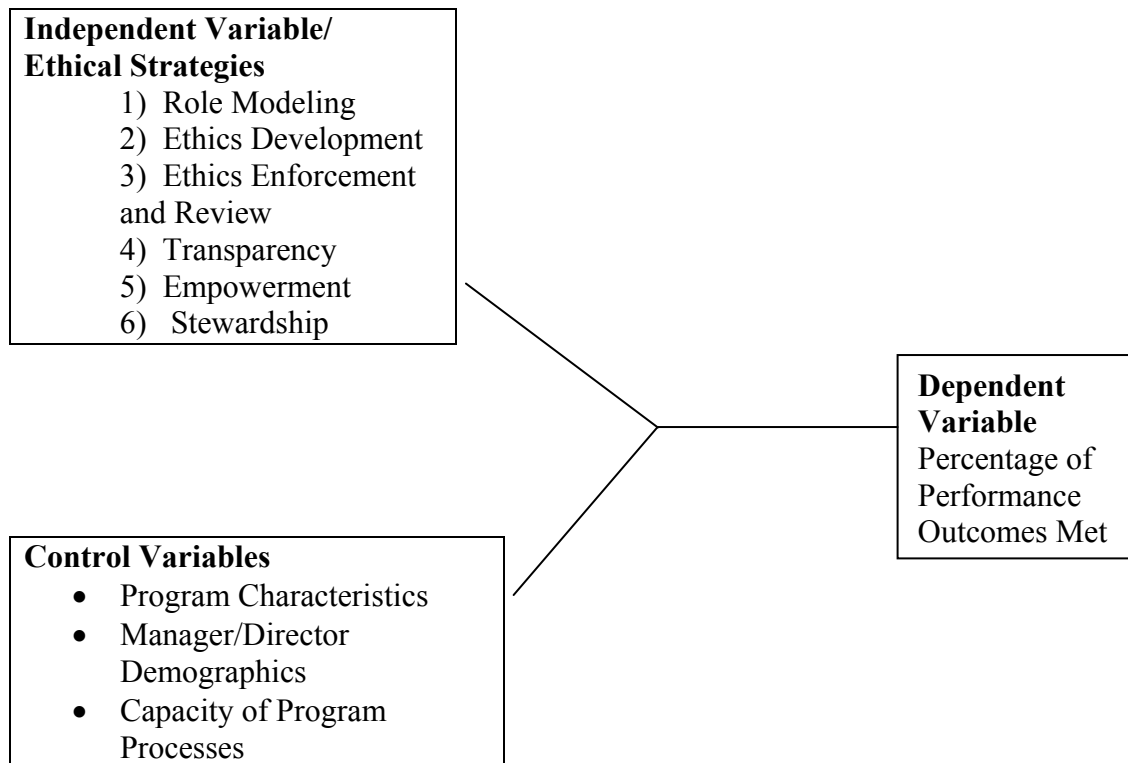 Independent Variable/
Ethical Strategies
1) Role Modeling
2) Ethics Development
3) Ethics Enforcement
and Review
4) Transparency
5) Empowerment
6) Stewardship
Dependent
Variable
Percentage of
Performance
Outcomes Met
Control Variables
• Program Characteristics
• Manager/Director
Demographics
• Capacity of Program
Processes